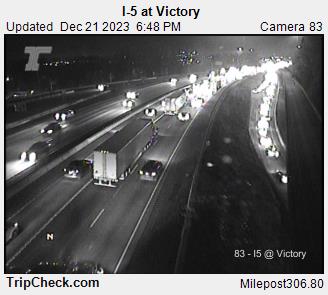 I-5 at Victory
Updated Dec 21 2023 6:48 PM Camera 83
T
N
83 - I5 @ Victory
TripCheck.com Milepost306.80